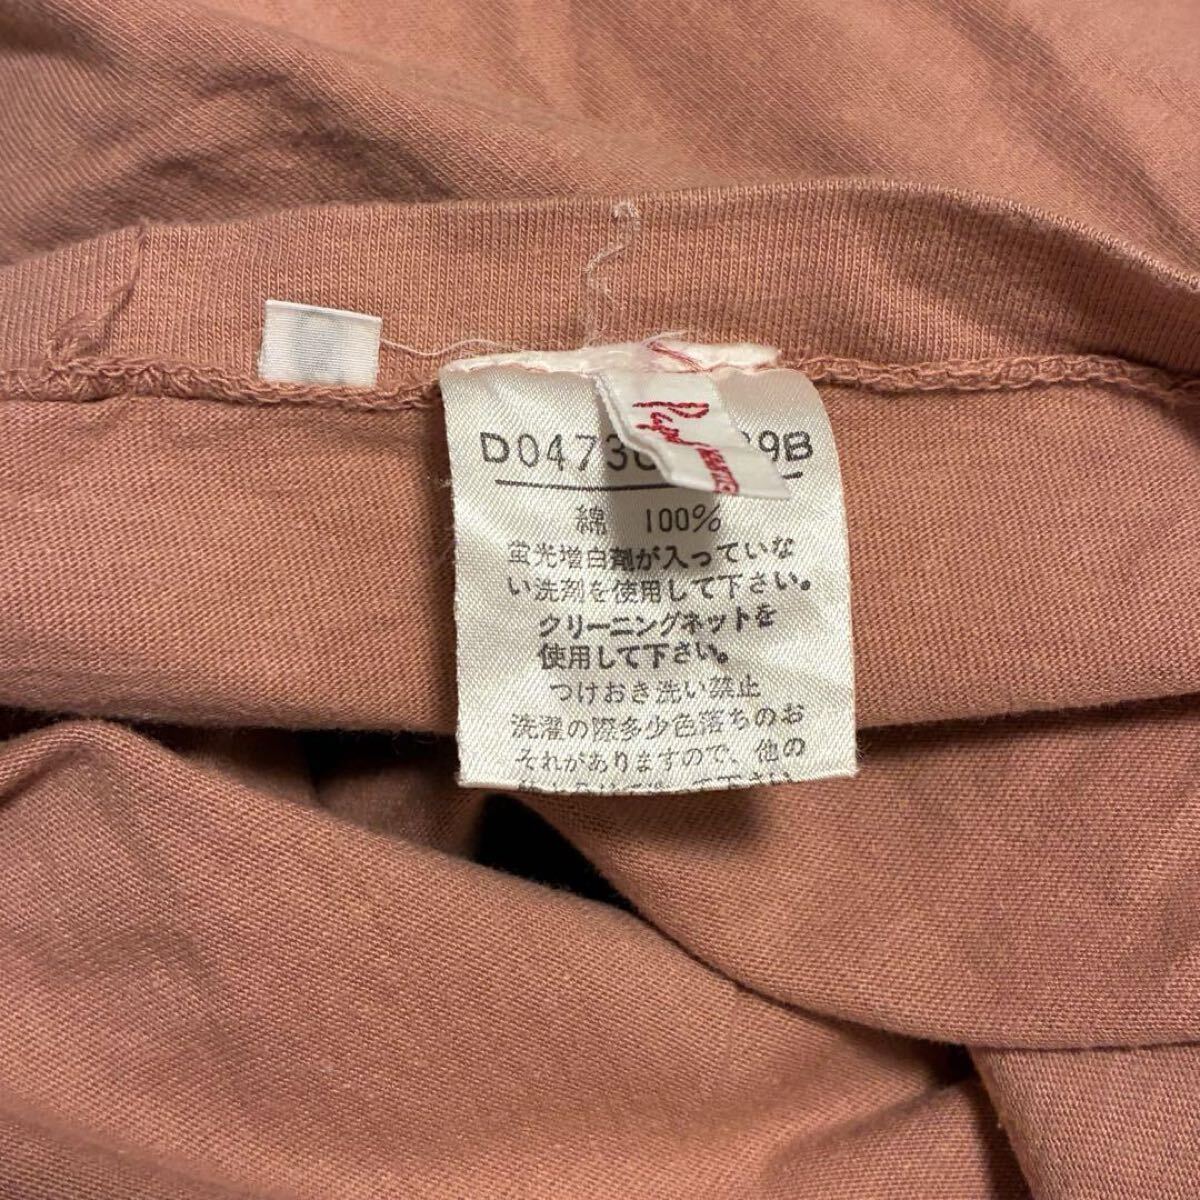 D0473 9B
綿 100%
蛍光増白剤が入っていな
い洗剤を使用して下さい。
クリーニングネットを
使用して下さい。
つけおき洗い禁止
洗濯の際多少色落ちのお
それがありますので、他の